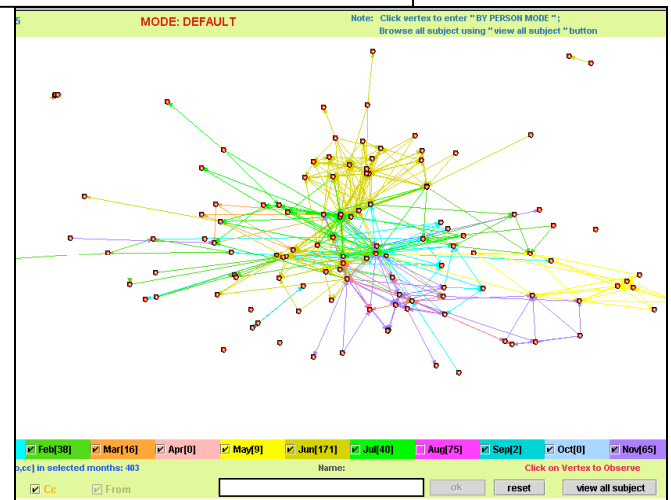 5
MODE: DEFAULT
Note: Click vertex to enter "BY PERSON MODE" ;
Browse all subject using "view all subject" button
Feb[38] Mar[16] Apr[0] May[9] Jun[171] Jul[40] Aug[75] Sep[2] Oct[0] Nov[65]
o,cc] in selected months: 403 Name: Click on Vertex to Observe
Cc From ok reset view all subject